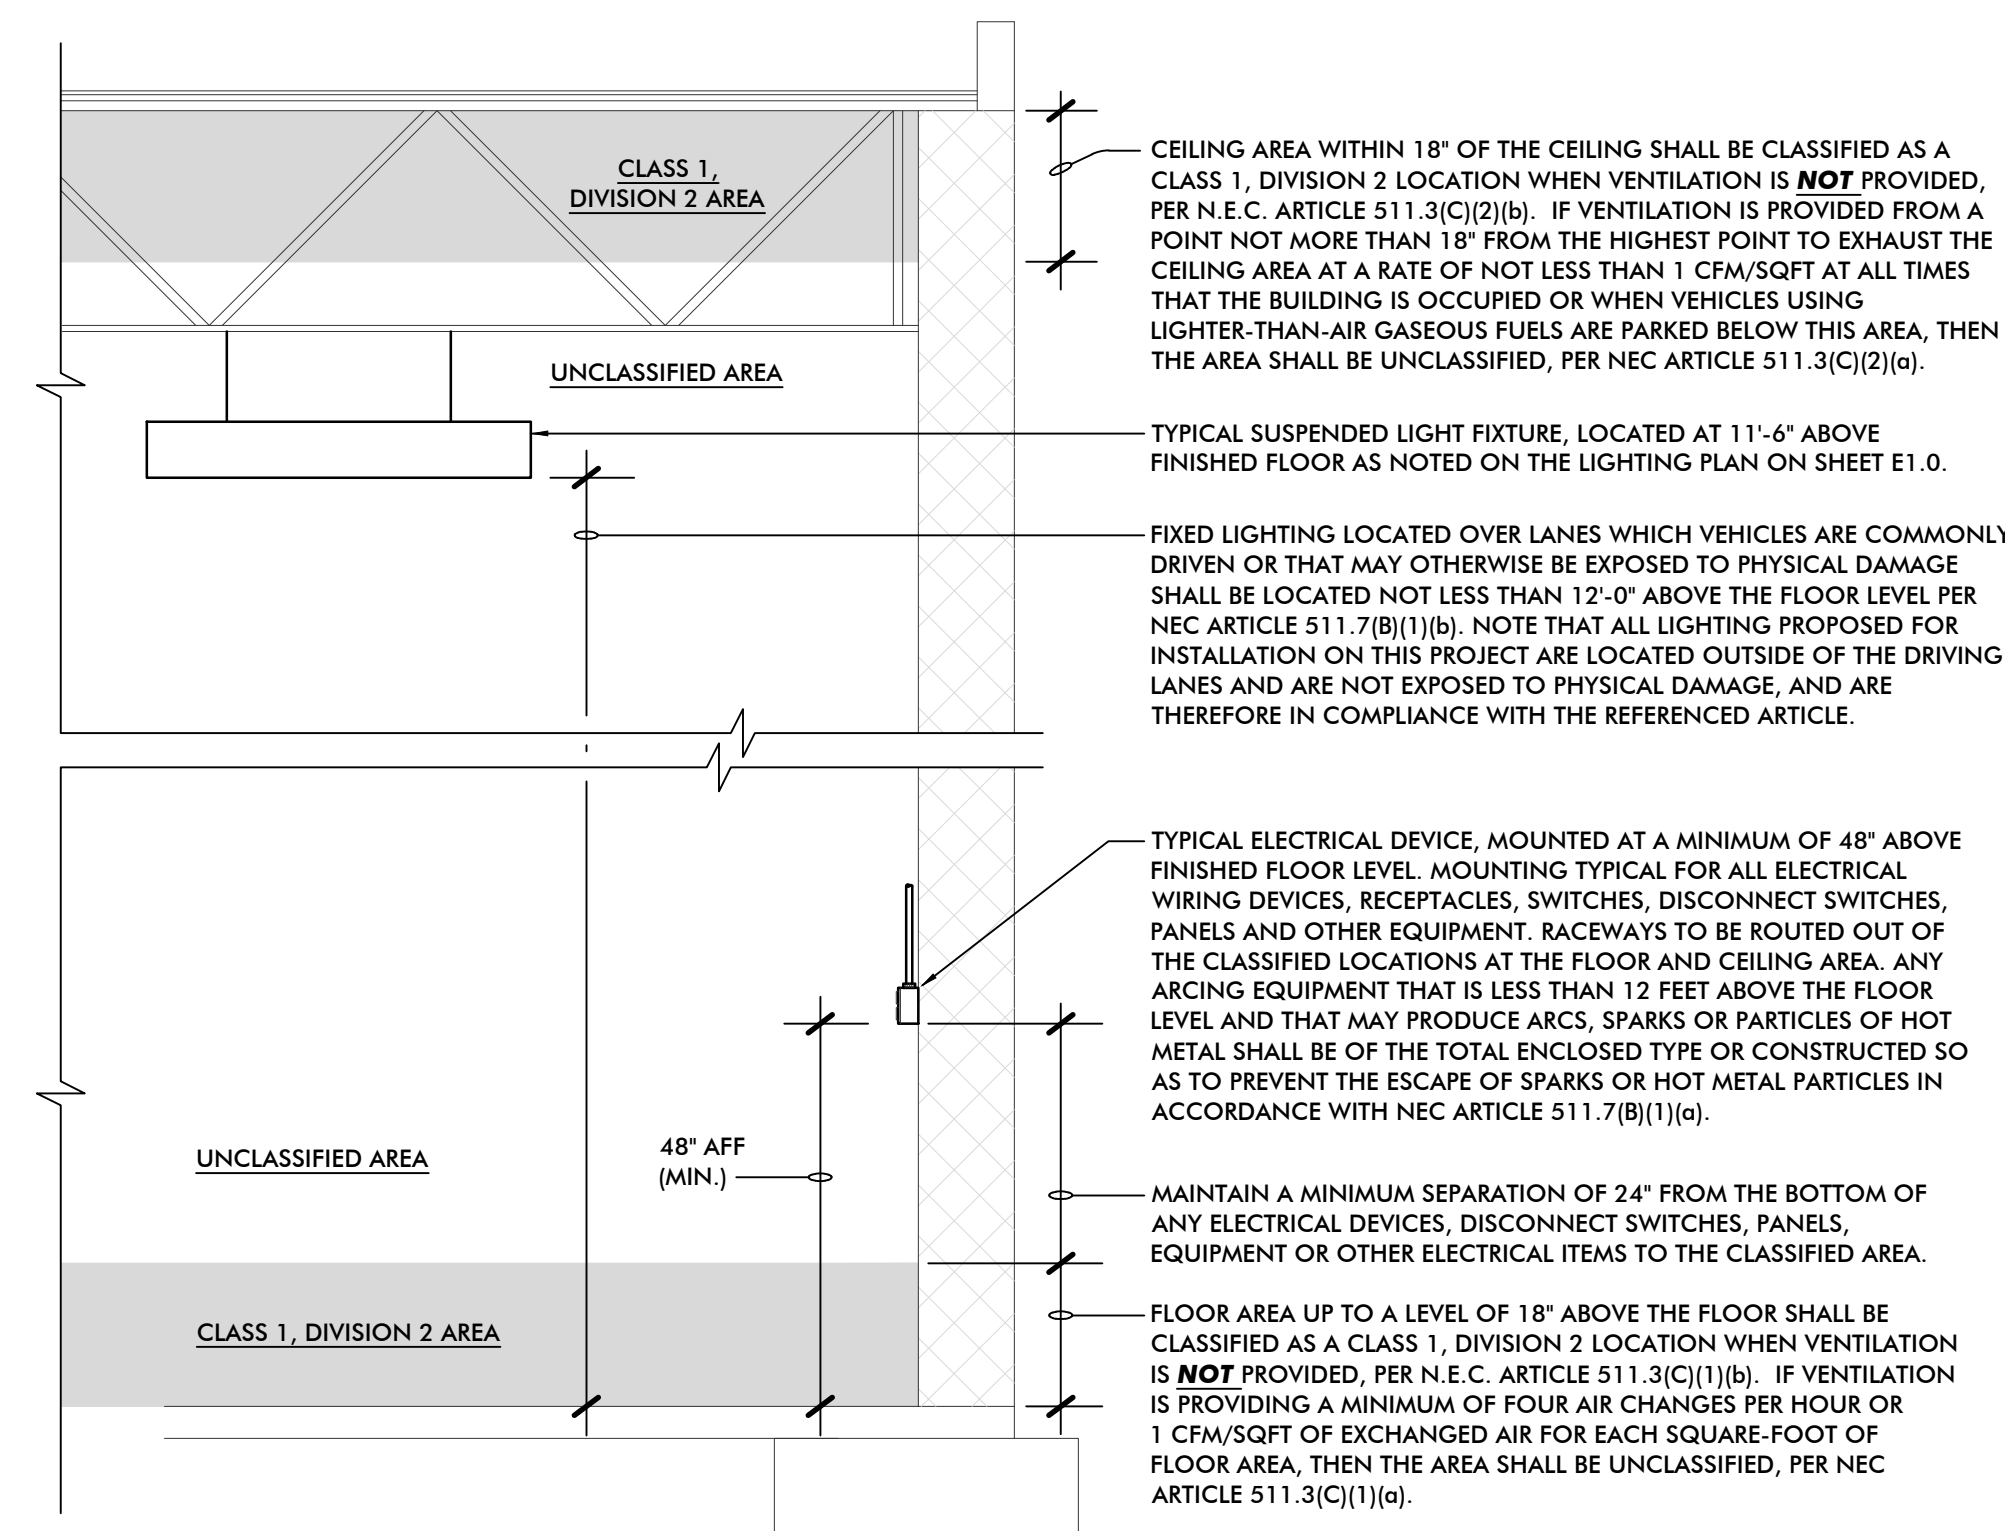 CLASS 1,
DIVISION 2 AREA
CEILING AREA WITHIN 18" OF THE CEILING SHALL BE CLASSIFIED AS A
CLASS 1, DIVISION 2 LOCATION WHEN VENTILATION IS NOT PROVIDED,
PER N.E.C. ARTICLE 511.3(C)(2)(b). IF VENTILATION IS PROVIDED FROM A
POINT NOT MORE THAN 18" FROM THE HIGHEST POINT TO EXHAUST THE
CEILING AREA AT A RATE OF NOT LESS THAN 1 CFM/SQFT AT ALL TIMES
THAT THE BUILDING IS OCCUPIED OR WHEN VEHICLES USING
LIGHTER-THAN-AIR GASEOUS FUELS ARE PARKED BELOW THIS AREA, THEN
THE AREA SHALL BE UNCLASSIFIED, PER NEC ARTICLE 511.3(C)(2)(a).
UNCLASSIFIED AREA
TYPICAL SUSPENDED LIGHT FIXTURE, LOCATED AT 11'-6" ABOVE
FINISHED FLOOR AS NOTED ON THE LIGHTING PLAN ON SHEET E1.0.
FIXED LIGHTING LOCATED OVER LANES WHICH VEHICLES ARE COMMONLY
DRIVEN OR THAT MAY OTHERWISE BE EXPOSED TO PHYSICAL DAMAGE
SHALL BE LOCATED NOT LESS THAN 12'-0" ABOVE THE FLOOR LEVEL PER
NEC ARTICLE 511.7(B)(1)(b). NOTE THAT ALL LIGHTING PROPOSED FOR
INSTALLATION ON THIS PROJECT ARE LOCATED OUTSIDE OF THE DRIVING
LANES AND ARE NOT EXPOSED TO PHYSICAL DAMAGE, AND ARE
THEREFORE IN COMPLIANCE WITH THE REFERENCED ARTICLE.
TYPICAL ELECTRICAL DEVICE, MOUNTED AT A MINIMUM OF 48" ABOVE
FINISHED FLOOR LEVEL. MOUNTING TYPICAL FOR ALL ELECTRICAL
WIRING DEVICES, RECEPTACLES, SWITCHES, DISCONNECT SWITCHES,
PANELS AND OTHER EQUIPMENT. RACEWAYS TO BE ROUTED OUT OF
THE CLASSIFIED LOCATIONS AT THE FLOOR AND CEILING AREA. ANY
ARCING EQUIPMENT THAT IS LESS THAN 12 FEET ABOVE THE FLOOR
LEVEL AND THAT MAY PRODUCE ARCS, SPARKS OR PARTICLES OF HOT
METAL SHALL BE OF THE TOTAL ENCLOSED TYPE OR CONSTRUCTED SO
AS TO PREVENT THE ESCAPE OF SPARKS OR HOT METAL PARTICLES IN
ACCORDANCE WITH NEC ARTICLE 511.7(B)(1)(a).
48" AFF
(MIN.)
UNCLASSIFIED AREA
MAINTAIN A MINIMUM SEPARATION OF 24" FROM THE BOTTOM OF
ANY ELECTRICAL DEVICES, DISCONNECT SWITCHES, PANELS,
EQUIPMENT OR OTHER ELECTRICAL ITEMS TO THE CLASSIFIED AREA.
CLASS 1, DIVISION 2 AREA
FLOOR AREA UP TO A LEVEL OF 18" ABOVE THE FLOOR SHALL BE
CLASSIFIED AS A CLASS 1, DIVISION 2 LOCATION WHEN VENTILATION
IS NOT PROVIDED, PER N.E.C. ARTICLE 511.3(C)(1)(b). IF VENTILATION
IS PROVIDING A MINIMUM OF FOUR AIR CHANGES PER HOUR OR
1 CFM/SQFT OF EXCHANGED AIR FOR EACH SQUARE-FOOT OF
FLOOR AREA, THEN THE AREA SHALL BE UNCLASSIFIED, PER NEC
ARTICLE 511.3(C)(1)(a).